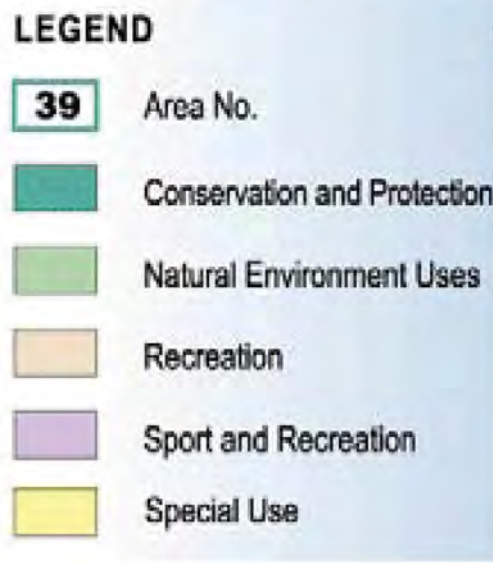 LEGEND
39 Area No.
Conservation and Protection
Natural Environment Uses
Recreation
Sport and Recreation
Special Use